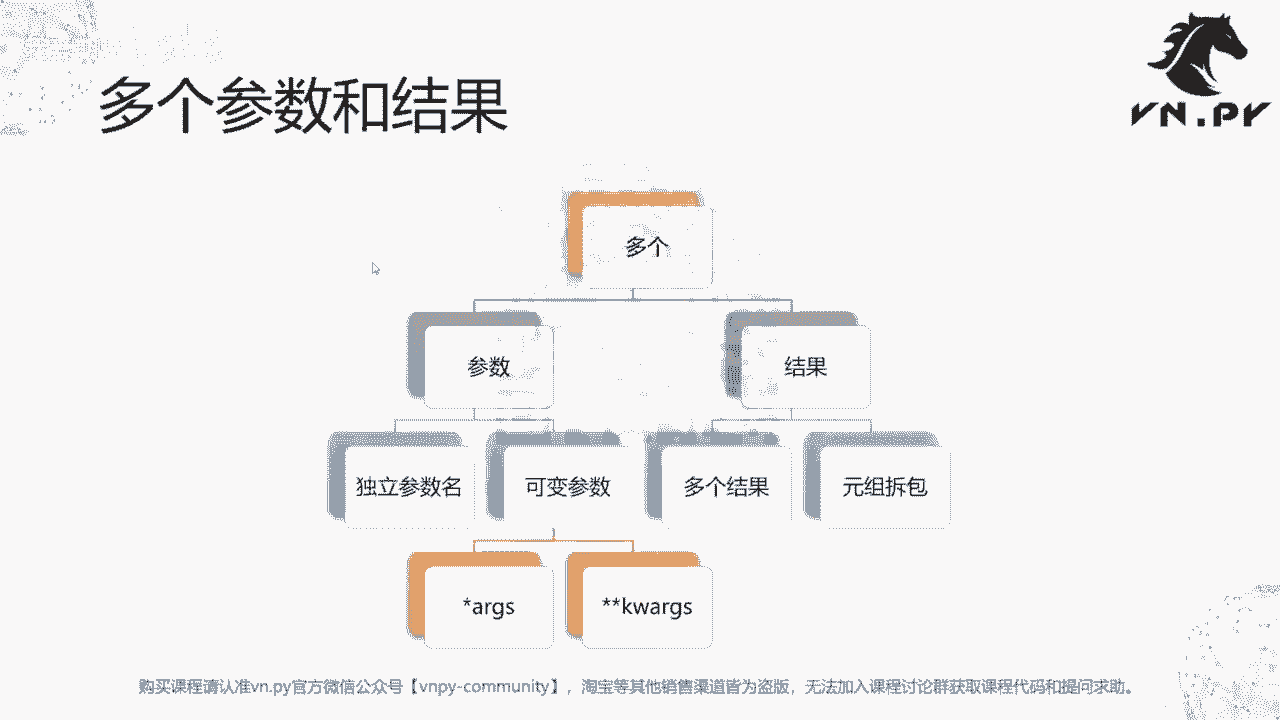 多个参数和结果
VN.PY
多个
参数
结果
独立参数名
可变参数
多个结果
元组拆包
*args
**kwargs
购买课程请认准vn.py官方微信公众号【vnpy-community】，淘宝等其他销售渠道皆为盗版，无法加入课程讨论群获取课程代码和提问求助。